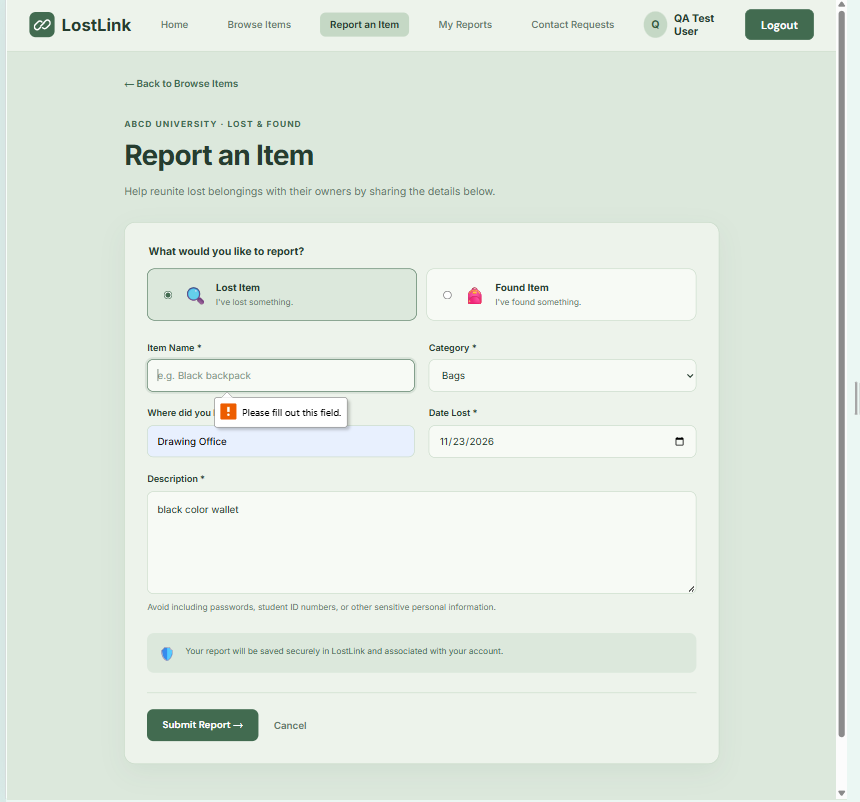 LostLink
Home
Browse Items
Report an Item
My Reports
Contact Requests
Q
QA Test
User
Logout
← Back to Browse Items
ABCD UNIVERSITY · LOST & FOUND
Report an Item
Help reunite lost belongings with their owners by sharing the details below.
What would you like to report?
Lost Item
I've lost something.
Found Item
I've found something.
Item Name *
Category *
e.g. Black backpack
Bags
! Please fill out this field.
Where did you
Date Lost *
Drawing Office
11/23/2026
Description *
black color wallet
Avoid including passwords, student ID numbers, or other sensitive personal information.
Your report will be saved securely in LostLink and associated with your account.
Submit Report →
Cancel